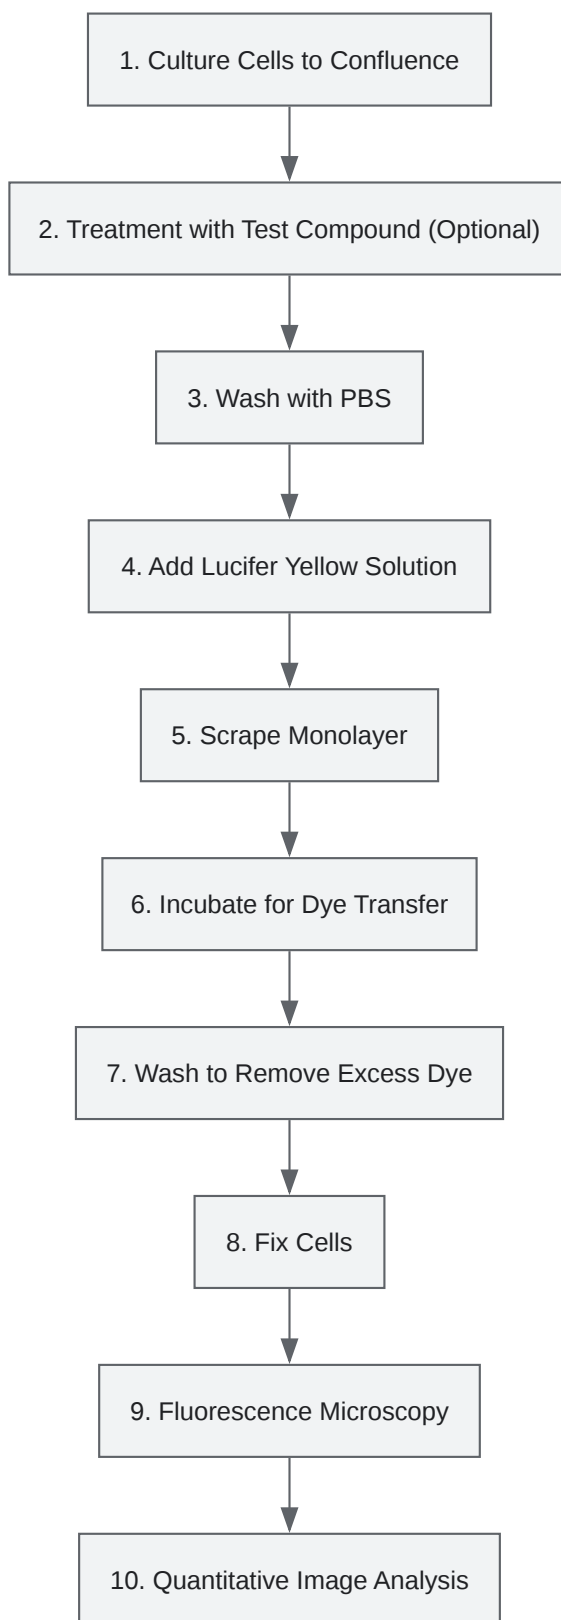 1. Culture Cells to Confluence
2. Treatment with Test Compound (Optional)
3. Wash with PBS
4. Add Lucifer Yellow Solution
5. Scrape Monolayer
6. Incubate for Dye Transfer
7. Wash to Remove Excess Dye
8. Fix Cells
9. Fluorescence Microscopy
10. Quantitative Image Analysis